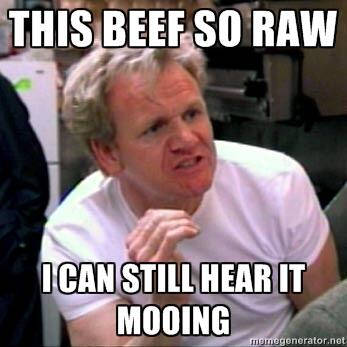 THIS BEEF SO RAW
I CAN STILL HEAR IT
MOOING
memegenerator.net